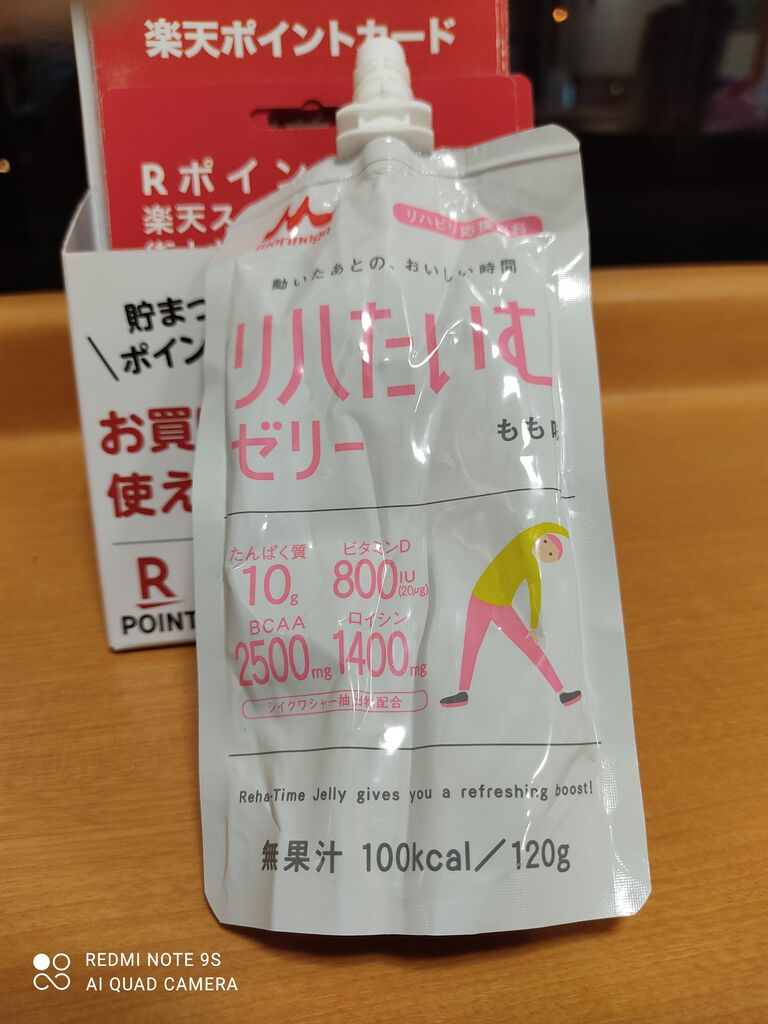 楽天ポイントカード
Rポイン
楽天ス
貯まつ
ポイン
お買
使え
R
POINT
morinaga
リハビリ応援 料
動いたあとの、おいしい時間
リハたいむ
ゼリー
もも
たんぱく質
10g
ビタミンD
800IU
(20μg)
BCAA
2500mg
ロイシン
1400mg
シイクワシャー抽出物配合
Reha-Time Jelly gives you a refreshing boost!
無果汁 100kcal/120g
REDMI NOTE 9S
AI QUAD CAMERA